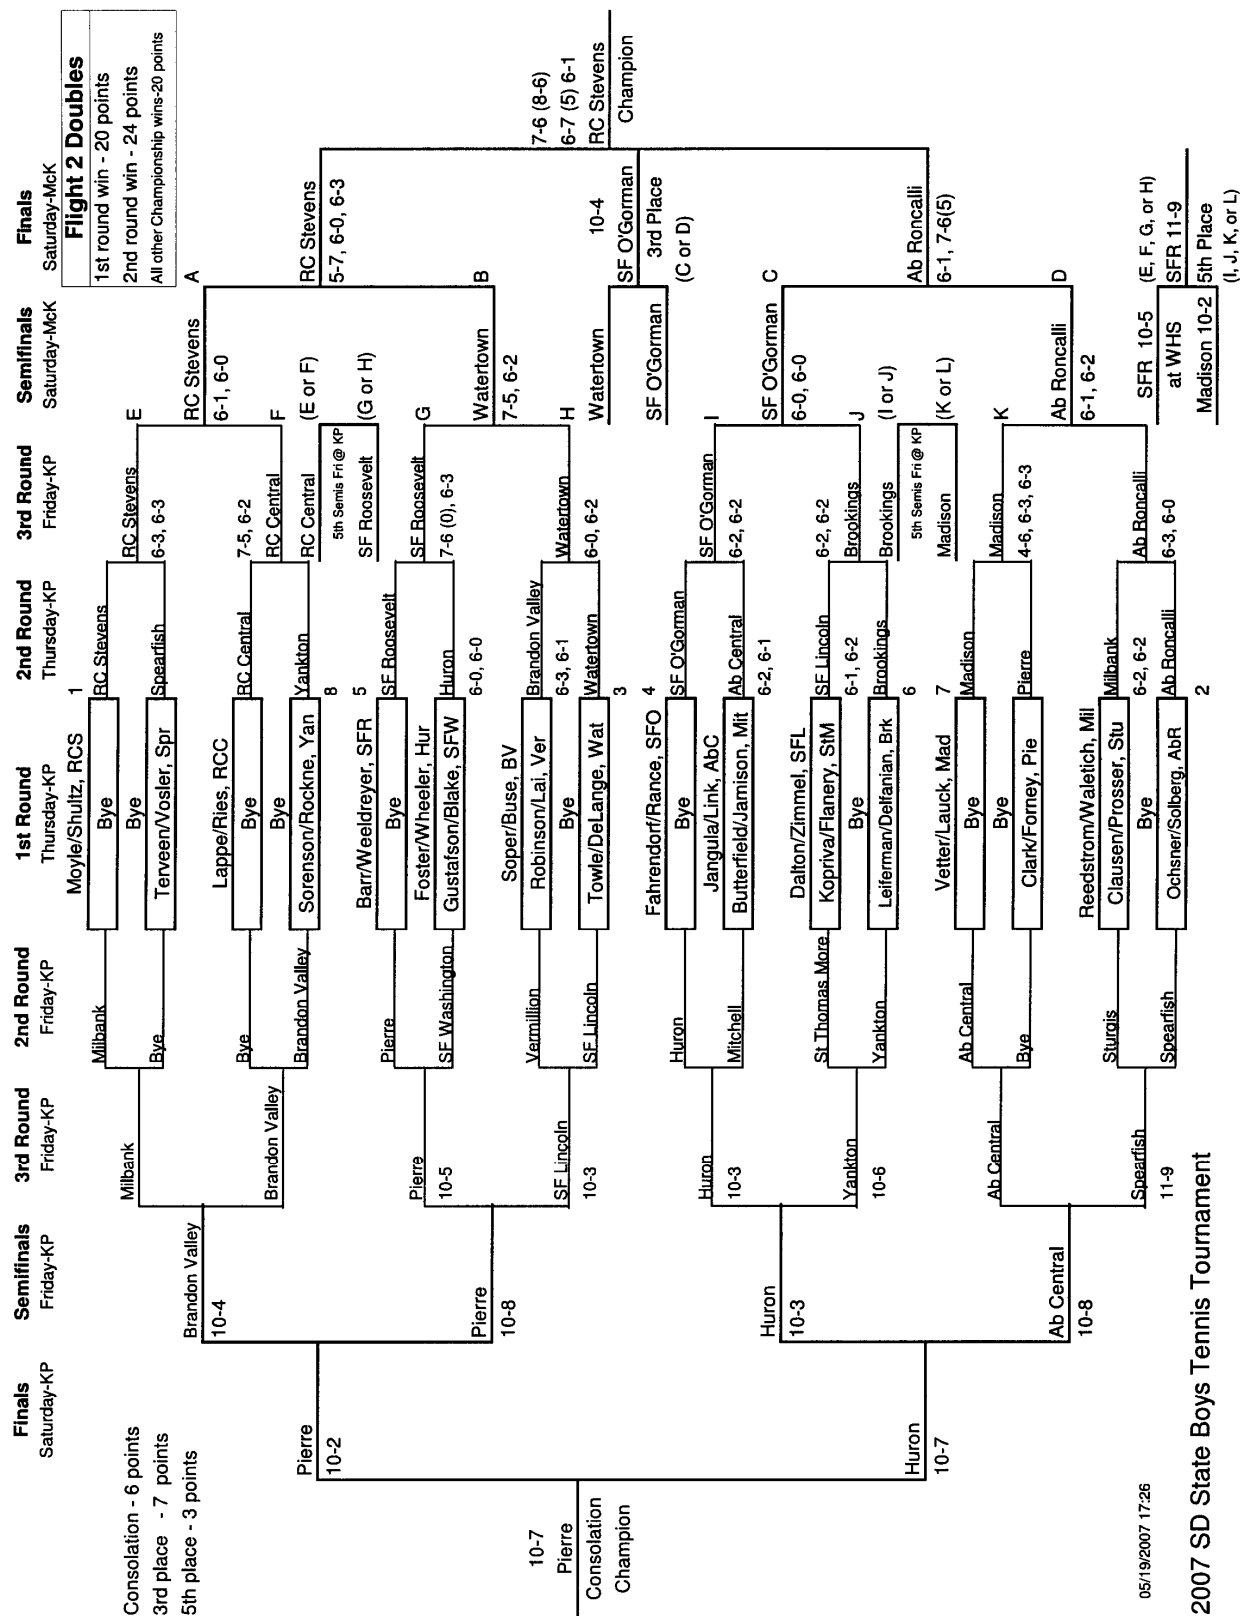 Finals
Saturday-KP
Semifinals
Friday-KP
3rd Round
Friday-KP
2nd Round
Friday-KP
1st Round
Thursday-KP
2nd Round
Thursday-KP
3rd Round
Friday-KP
Semifinals
Saturday-McK
Finals
Saturday-McK
Flight 2 Doubles
1st round win - 20 points
2nd round win - 24 points
All other Championship wins-20 points
Consolation - 6 points
3rd place - 7 points
5th place - 3 points
10-7
Pierre
Consolation
Champion
Pierre
10-2
Huron
10-7
Brandon Valley
10-4
Pierre
10-8
Huron
10-3
Ab Central
10-8
Milbank
Brandon Valley
Pierre
10-5
SF Lincoln
10-3
Huron
10-3
Yankton
10-6
Ab Central
Spearfish
11-9
Milbank
Bye
Bye
Brandon Valley
Pierre
SF Washington
Vermillion
SF Lincoln
Huron
Mitchell
St Thomas More
Yankton
Ab Central
Bye
Sturgis
Spearfish
Moyle/Shultz, RCS
1
Bye
Bye
Terveen/Vosler, Spr
Lappe/Ries, RCC
Bye
Bye
Sorenson/Rockne, Yan
8
Barr/Weeldreyer, SFR
5
Bye
Foster/Wheeler, Hur
Gustafson/Blake, SFW
Soper/Buse, BV
Robinson/Lai, Ver
Bye
Towle/DeLange, Wat
3
Fahrendorf/Rance, SFO
4
Bye
Jangula/Link, AbC
Butterfield/Jamison, Mit
Dalton/Zimmel, SFL
Kopriva/Flanery, StM
Bye
Leiferman/Delfanian, Brk
6
Vetter/Lauck, Mad
7
Bye
Bye
Clark/Forney, Pie
Reedstrom/Waletich, Mil
Clausen/Prosser, Stu
Bye
Ochsner/Solberg, AbR
2
RC Stevens
Spearfish
RC Central
Yankton
SF Roosevelt
Huron
6-0, 6-0
Brandon Valley
6-3, 6-1
Watertown
SF O'Gorman
Ab Central
6-2, 6-1
SF Lincoln
6-1, 6-2
Brookings
Madison
Pierre
Milbank
6-2, 6-2
Ab Roncalli
RC Stevens
6-3, 6-3
7-5, 6-2
RC Central
RC Central
5th Semis Fri @ KP
SF Roosevelt
SF Roosevelt
7-6 (0), 6-3
Watertown
6-0, 6-2
SF O'Gorman
6-2, 6-2
6-2, 6-2
Brookings
Brookings
5th Semis Fri @ KP
Madison
Madison
4-6, 6-3, 6-3
Ab Roncalli
6-3, 6-0
E
RC Stevens
6-1, 6-0
F
(E or F)
(G or H)
G
Watertown
7-5, 6-2
H
Watertown
SF O'Gorman
I
SF O'Gorman
6-0, 6-0
J
(I or J)
(K or L)
K
Ab Roncalli
6-1, 6-2
SFR 10-5
at WHS
Madison 10-2
A
RC Stevens
5-7, 6-0, 6-3
B
10-4
SF O'Gorman
3rd Place
(C or D)
C
Ab Roncalli
6-1, 7-6(5)
D
(E, F, G, or H)
SFR 11-9
5th Place
(I, J, K, or L)
7-6 (8-6)
6-7 (5) 6-1
RC Stevens
Champion
05/19/2007 17:26
2007 SD State Boys Tennis Tournament